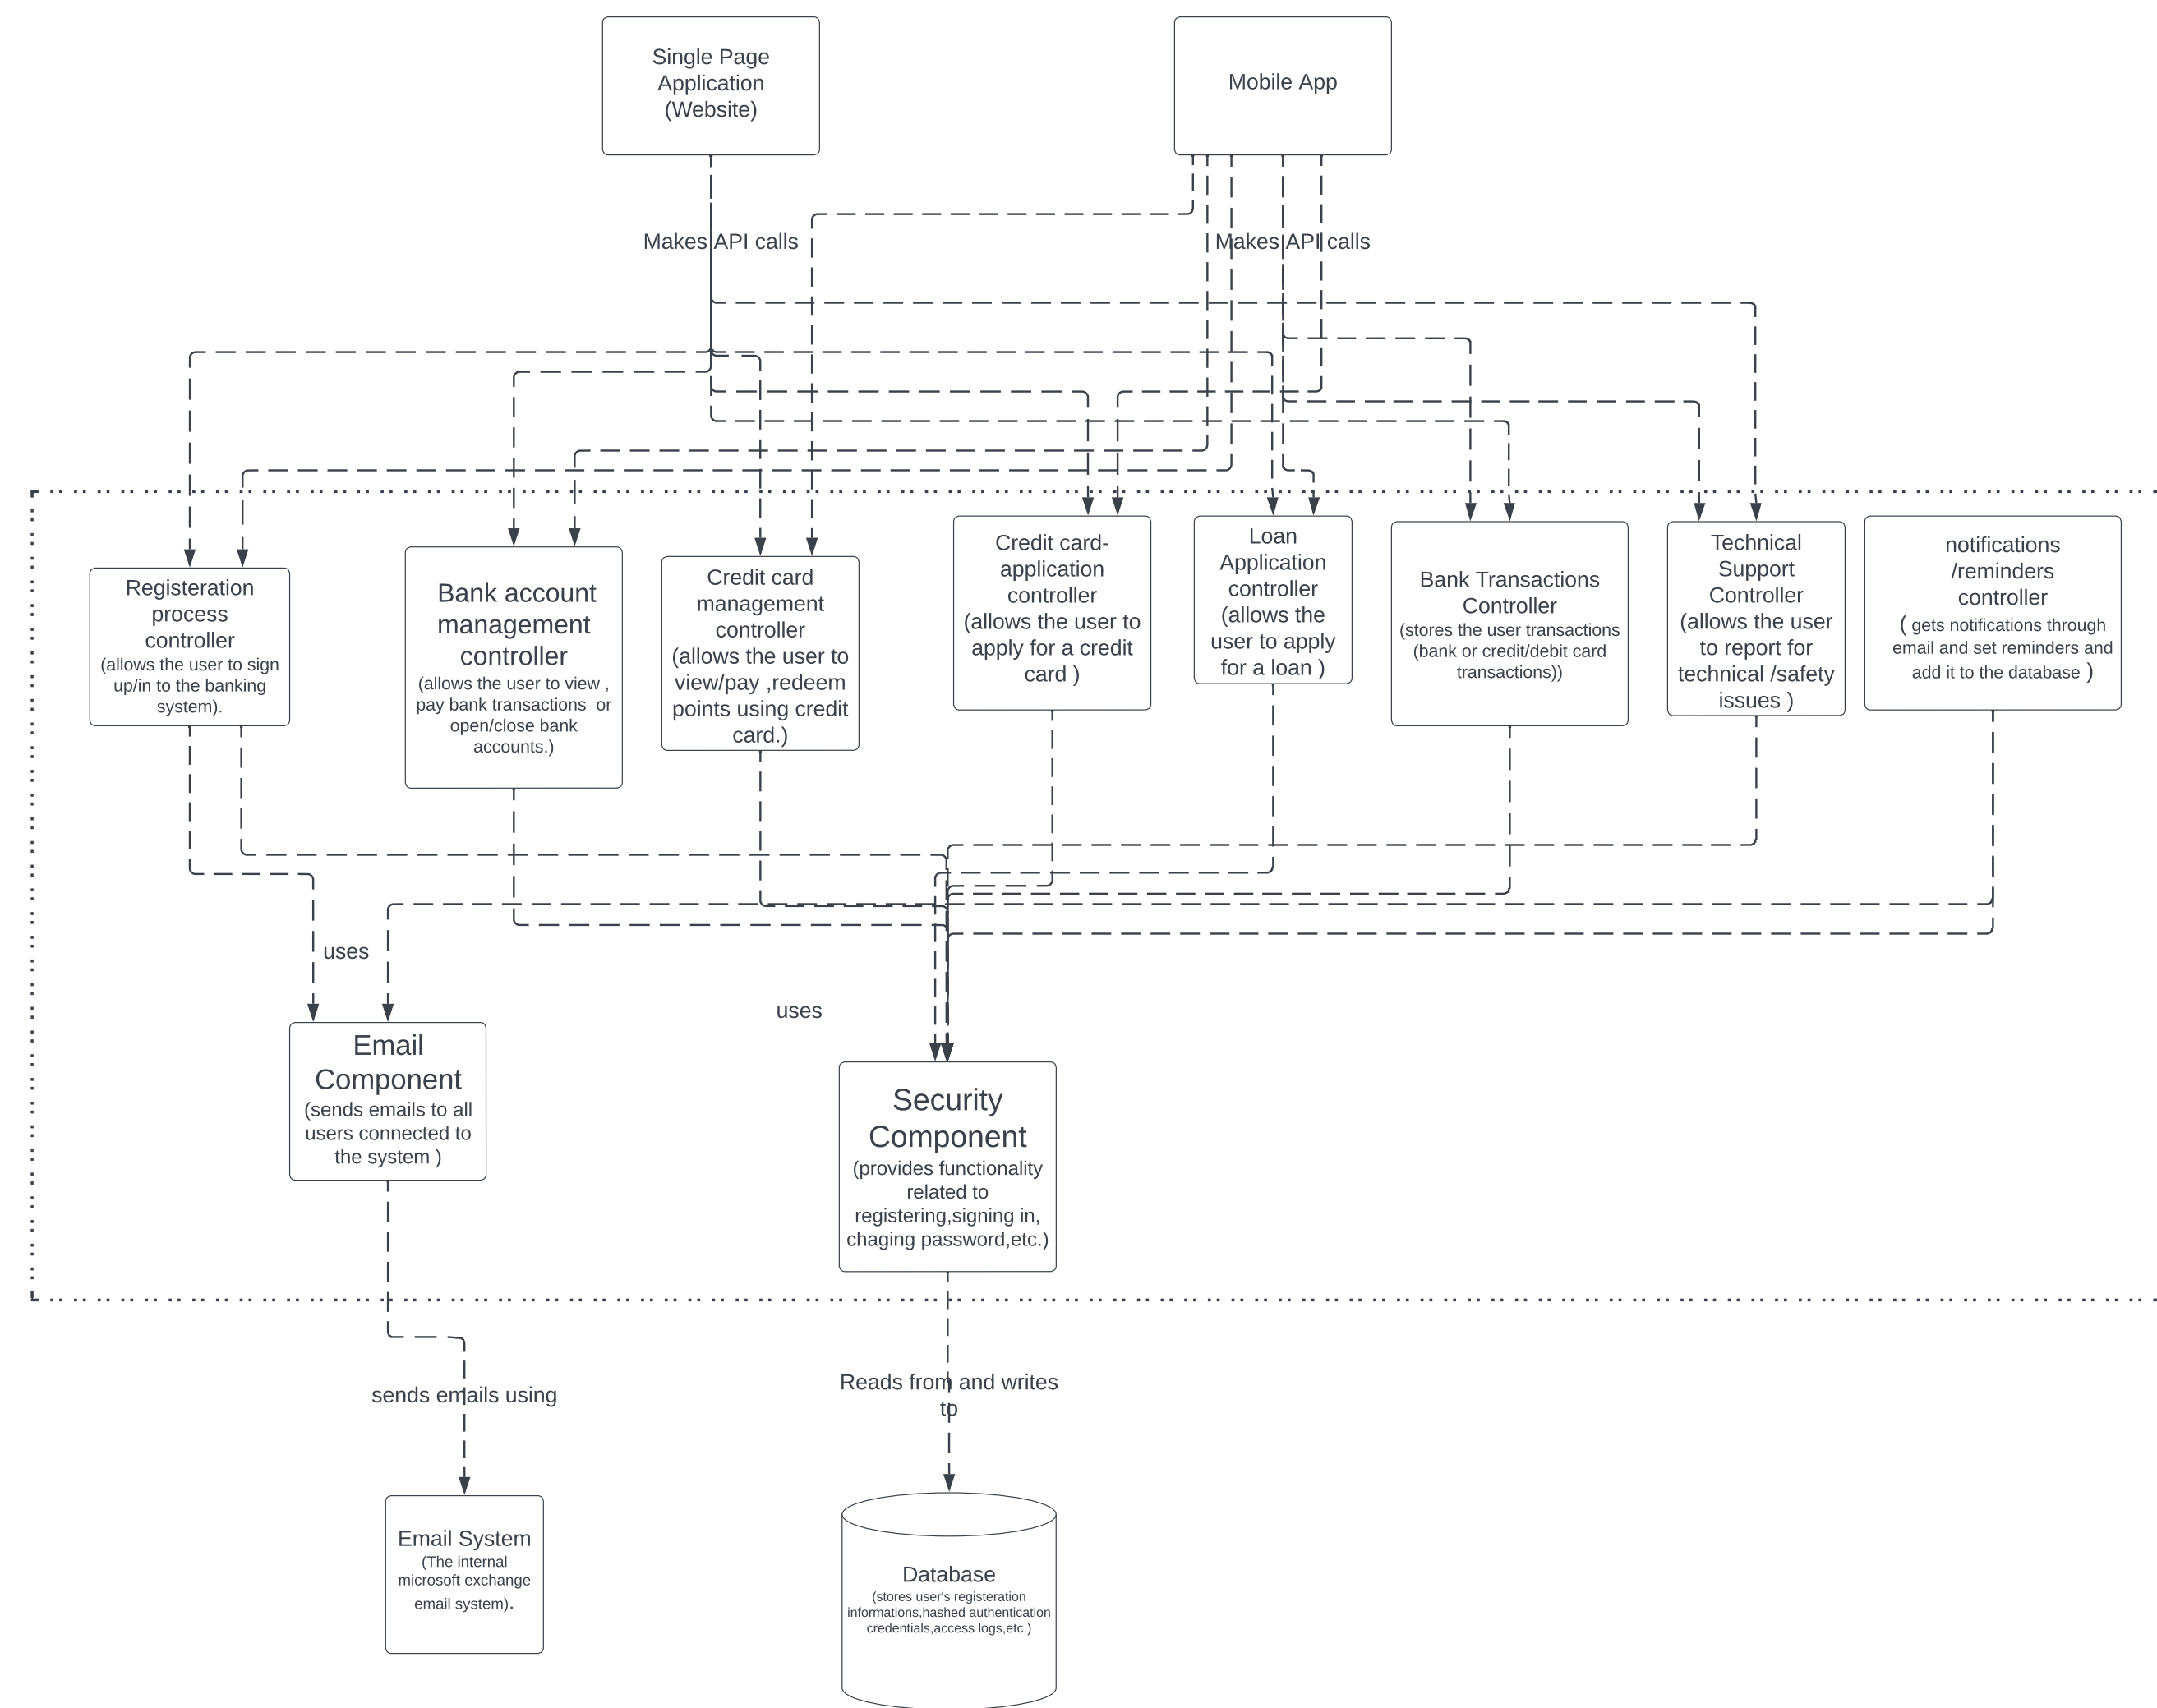 Single Page
Application
(Website)
Mobile App
Makes API calls
Makes API calls
Registeration
process
controller
(allows the user to sign
up/in to the banking
system).
Bank account
management
controller
(allows the user to view ,
pay bank transactions  or
open/close bank
accounts.)
Credit card
management
controller
(allows the user to
view/pay ,redeem
points using credit
card.)
Credit card-
application
controller
(allows the user to
apply for a credit
card )
Loan
Application
controller
(allows the
user to apply
for a loan )
Bank Transactions
Controller
(stores the user transactions
(bank or credit/debit card
transactions))
Technical
Support
Controller
(allows the user
to report for
technical /safety
issues )
notifications
/reminders
controller
( gets notifications through
email and set reminders and
add it to the database )
uses
uses
Email
Component
(sends emails to all
users connected to
the system )
Security
Component
(provides functionality
related to
registering,signing in,
chaging password,etc.)
sends emails using
Reads from and writes
to
Email System
(The internal
microsoft exchange
email system).
Database
(stores user's registeration
informations,hashed authentication
credentials,access logs,etc.)